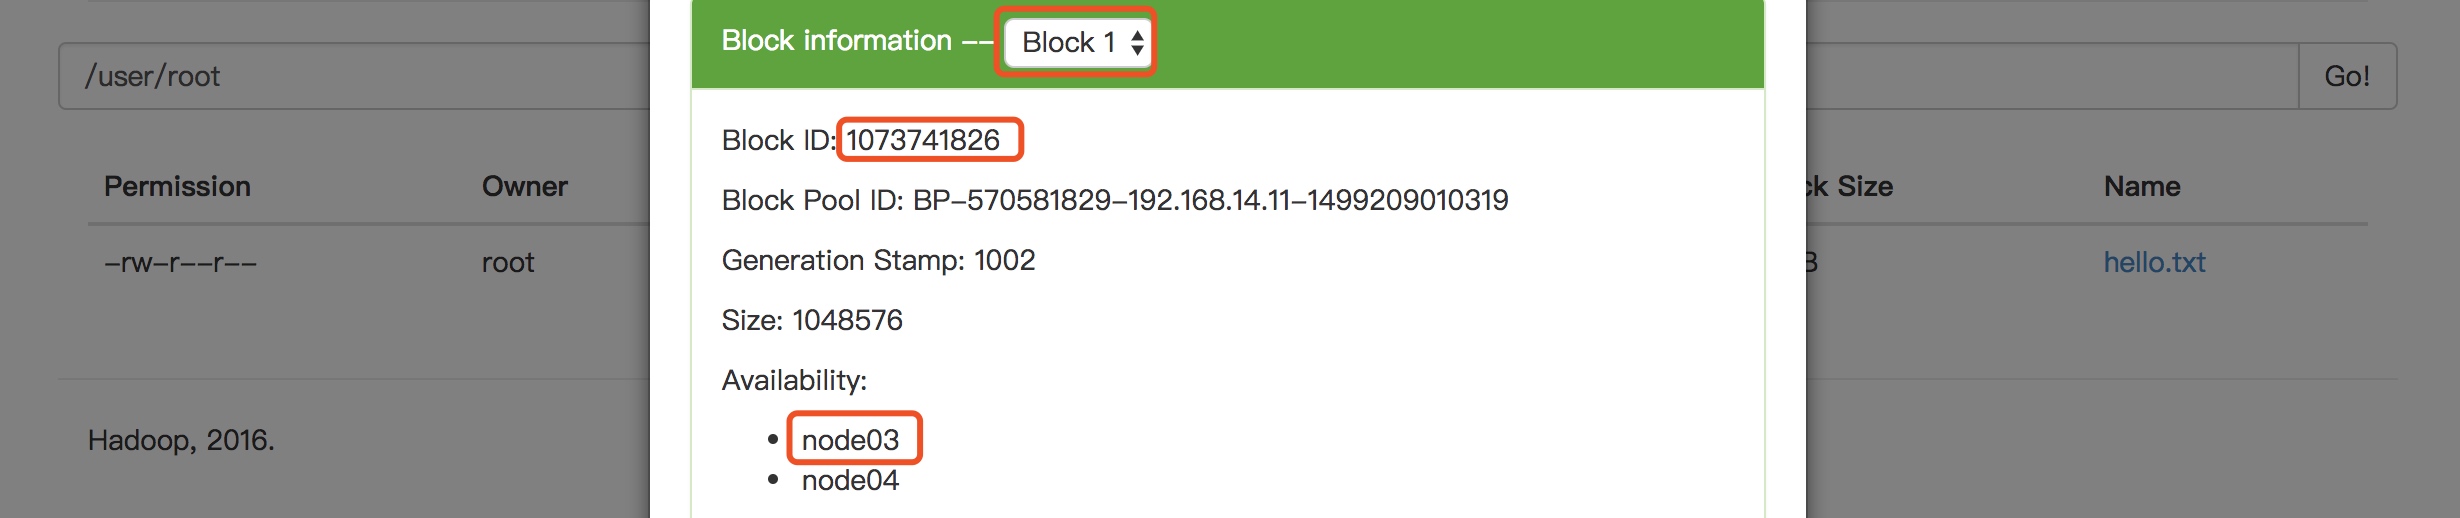 Block information -- Block 1
/user/root
Go!
Block ID: 1073741826
Permission Owner Size Name
Block Pool ID: BP-570581829-192.168.14.11-1499209010319
-rw-r--r-- root hello.txt
Generation Stamp: 1002
Size: 1048576
Availability:
• node03
• node04
Hadoop, 2016.